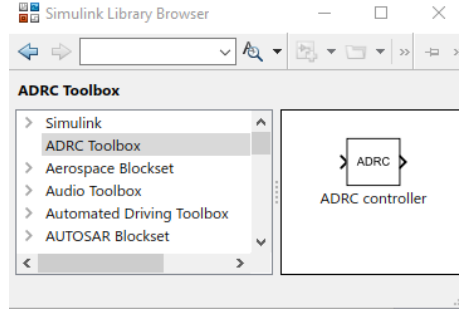 Simulink Library Browser
ADRC Toolbox
Simulink
ADRC Toolbox
Aerospace Blockset
Audio Toolbox
Automated Driving Toolbox
AUTOSAR Blockset
ADRC
ADRC controller